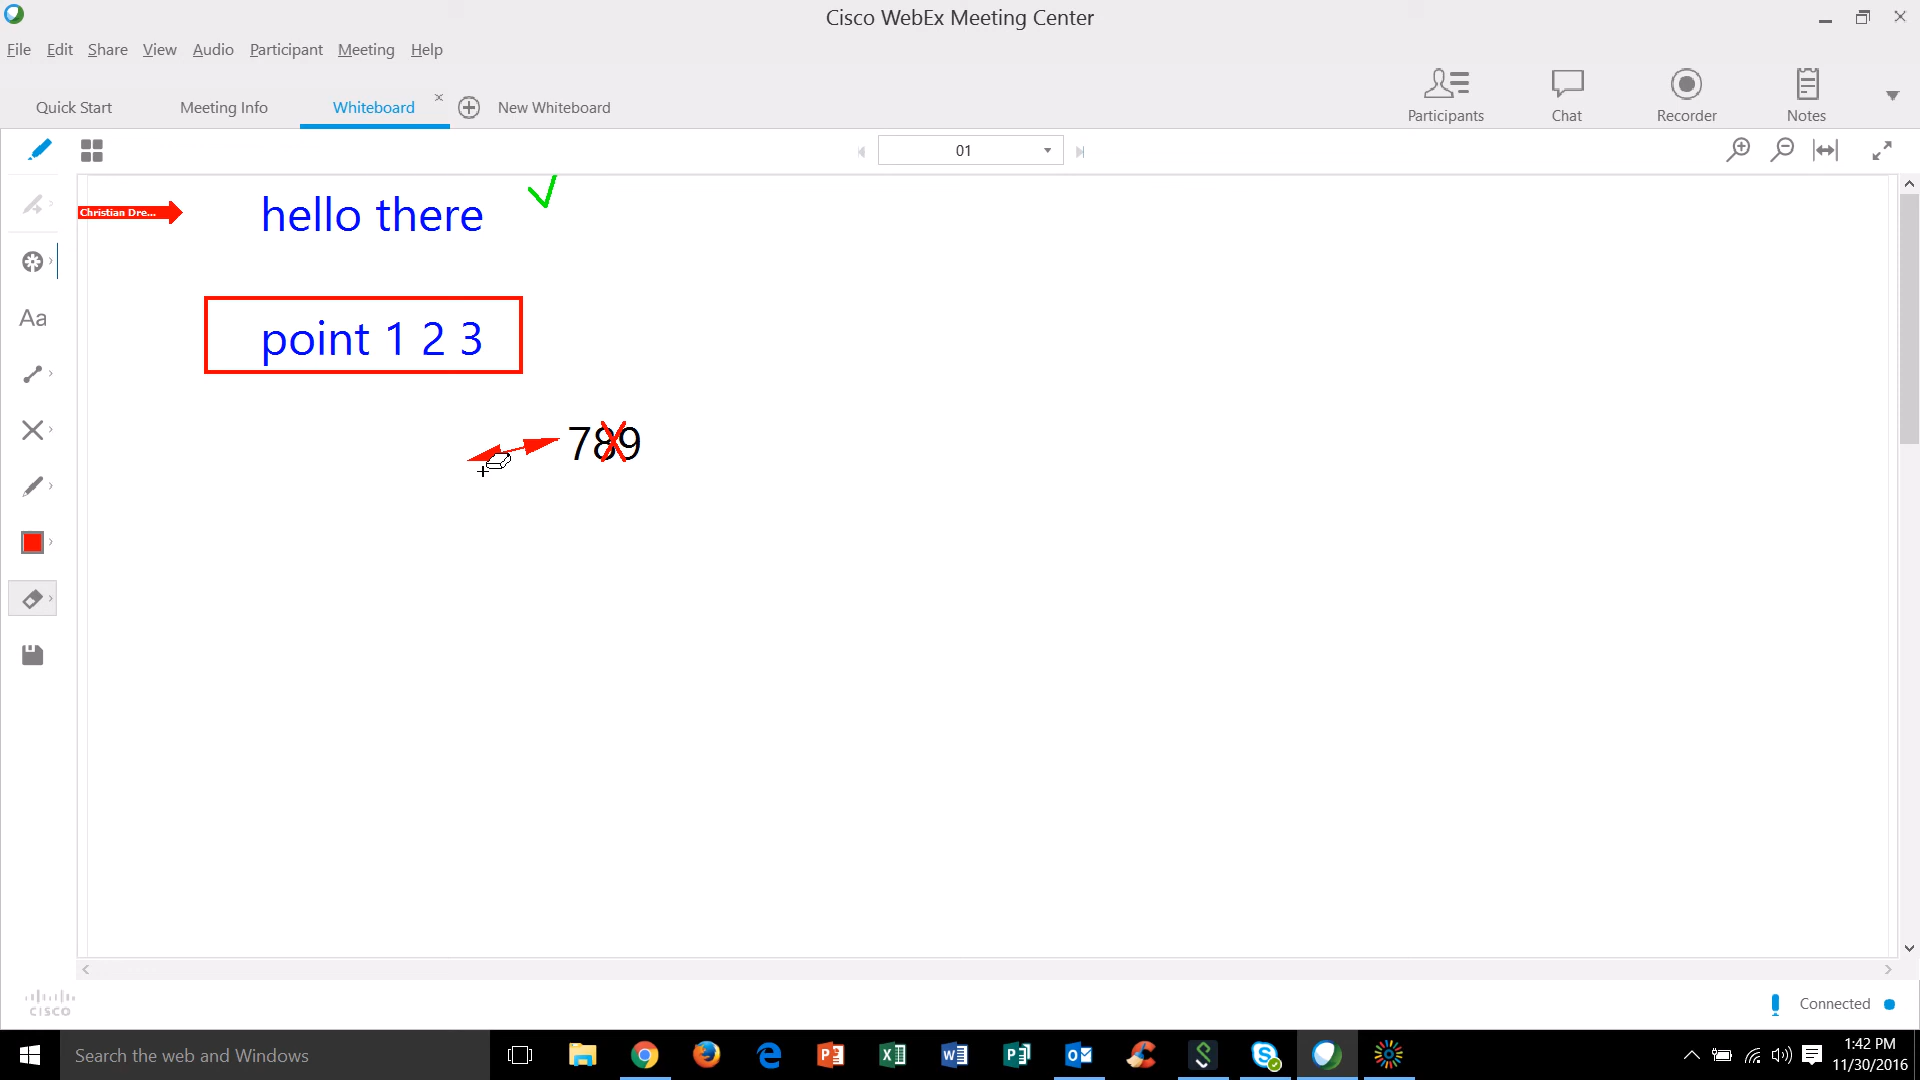 Cisco WebEx Meeting Center
File Edit Share View Audio Participant Meeting Help
Quick Start Meeting Info Whiteboard New Whiteboard
Participants Chat Recorder Notes
01
Christian Dre...
hello there
point 1 2 3
789
Aa
CISCO
Connected
Search the web and Windows
1:42 PM
11/30/2016